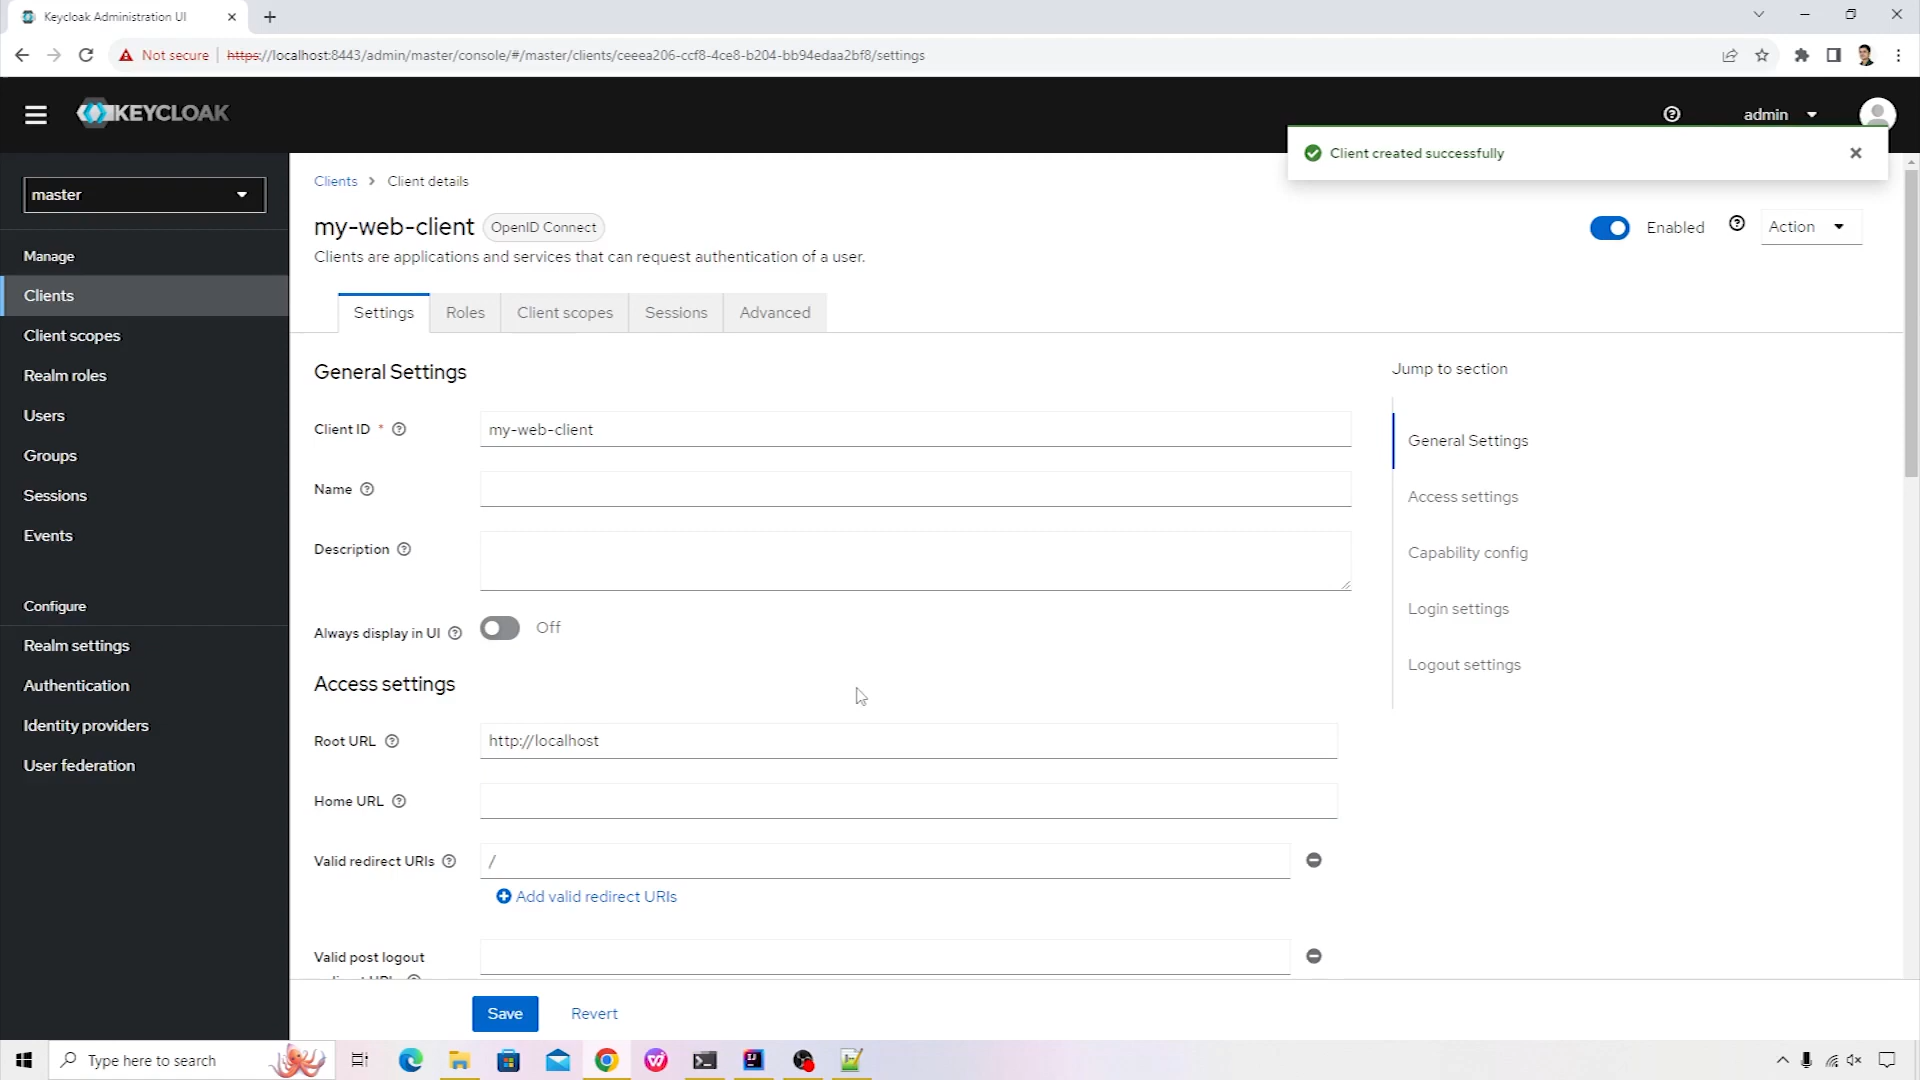 Keycloak Administration UI
Not secure https://localhost:8443/admin/master/console/#/master/clients/ceeea206-ccf8-4ce8-b204-bb94edaa2bf8/settings
KEYCLOAK
admin
Client created successfully
master
Manage
Clients
Client scopes
Realm roles
Users
Groups
Sessions
Events
Configure
Realm settings
Authentication
Identity providers
User federation
Clients > Client details
my-web-client OpenID Connect
Enabled
Action
Clients are applications and services that can request authentication of a user.
Settings Roles Client scopes Sessions Advanced
General Settings
Client ID * my-web-client
Name
Description
Always display in UI Off
Access settings
Root URL http://localhost
Home URL
Valid redirect URIs /
Add valid redirect URIs
Valid post logout
Save Revert
Jump to section
General Settings
Access settings
Capability config
Login settings
Logout settings
Type here to search